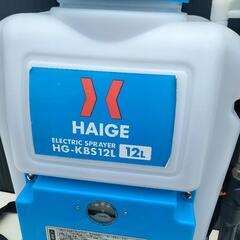 HAIGE
ELECTRIC SPRAYER
HG-KBS12L 12L